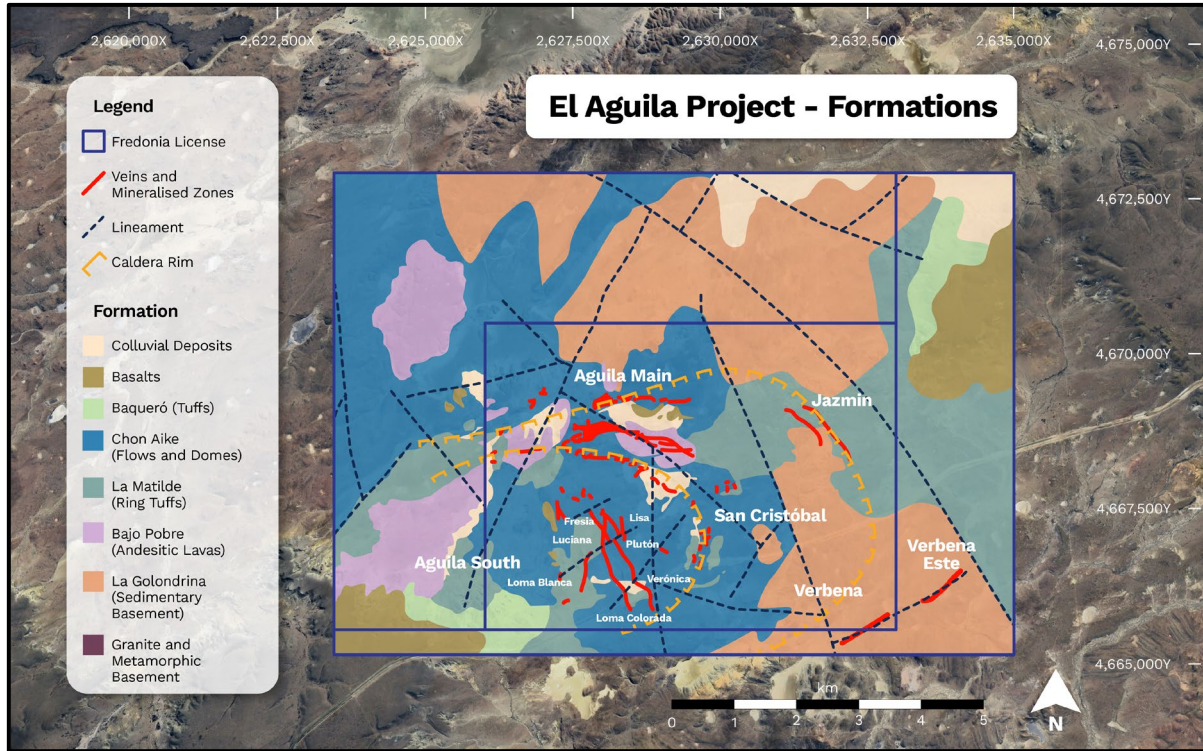 2,620,000X
2,622,500X
2,625,000X
2,627,500X
2,630,000X
2,632,500X
2,635,000X
4,675,000Y
El Aguila Project - Formations
Legend
Fredonia License
Veins and
Mineralised Zones
Lineament
Caldera Rim
Formation
Colluvial Deposits
Basalts
Baqueró (Tuffs)
Chon Aike
(Flows and Domes)
La Matilde
(Ring Tuffs)
Bajo Pobre
(Andesitic Lavas)
La Golondrina
(Sedimentary
Basement)
Granite and
Metamorphic
Basement
4,672,500Y
4,670,000Y
4,667,500Y
4,665,000Y
Aguila Main
Jazmín
San Cristóbal
Fresia
Lisa
Luciana
Plutón
Aguila South
Loma Blanca
Verónica
Loma Colorada
Verbena
Verbena
Este
km
0
1
2
3
4
5
N